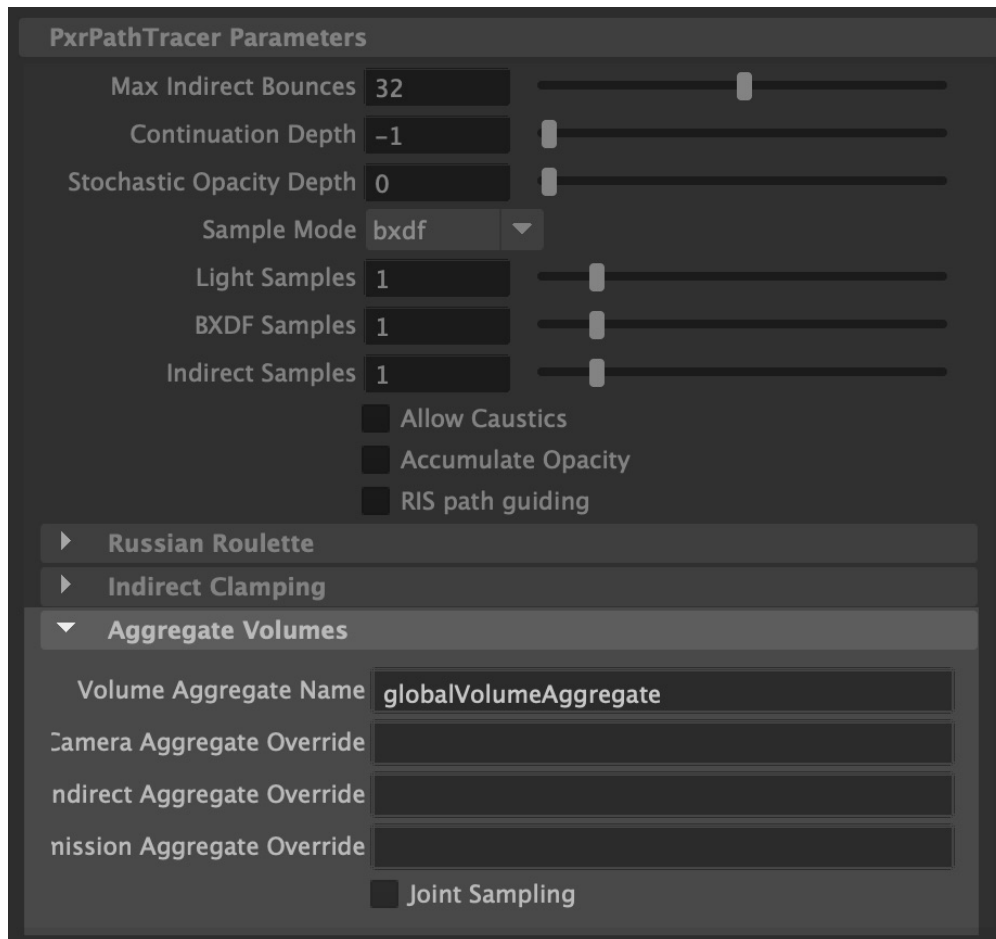 PxrPathTracer Parameters
Max Indirect Bounces 32
Continuation Depth -1
Stochastic Opacity Depth 0
Sample Mode bxdf
Light Samples 1
BXDF Samples 1
Indirect Samples 1
Allow Caustics
Accumulate Opacity
RIS path guiding
Russian Roulette
Indirect Clamping
Aggregate Volumes
Volume Aggregate Name globalVolumeAggregate
Camera Aggregate Override
ndirect Aggregate Override
nission Aggregate Override
Joint Sampling